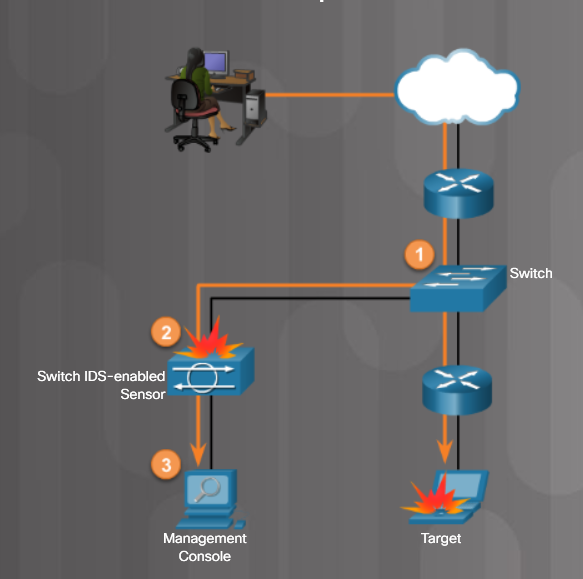 1
Switch
2
Switch IDS-enabled
Sensor
3
Management
Console
Target